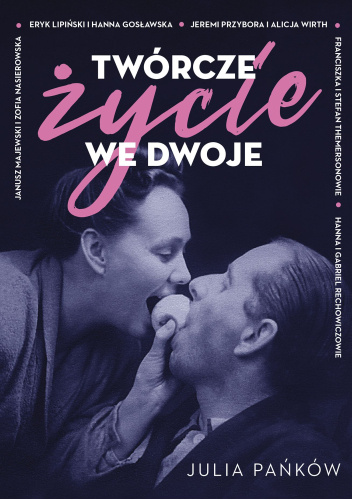 JANUSZ MAJEWSKI I ZOFIA NASIEROWSKA
ERYK LIPIŃSKI I HANNA GOSŁAWSKA • JEREMI PRZYBORA I ALICJA WIRTH
FRANCISZKA I STEFAN THEMERSONOWIE
HANNA I GABRIEL RECHOWICZOWIE
TWÓRCZE
życie
WE DWOJE
JULIA PAŃKÓW